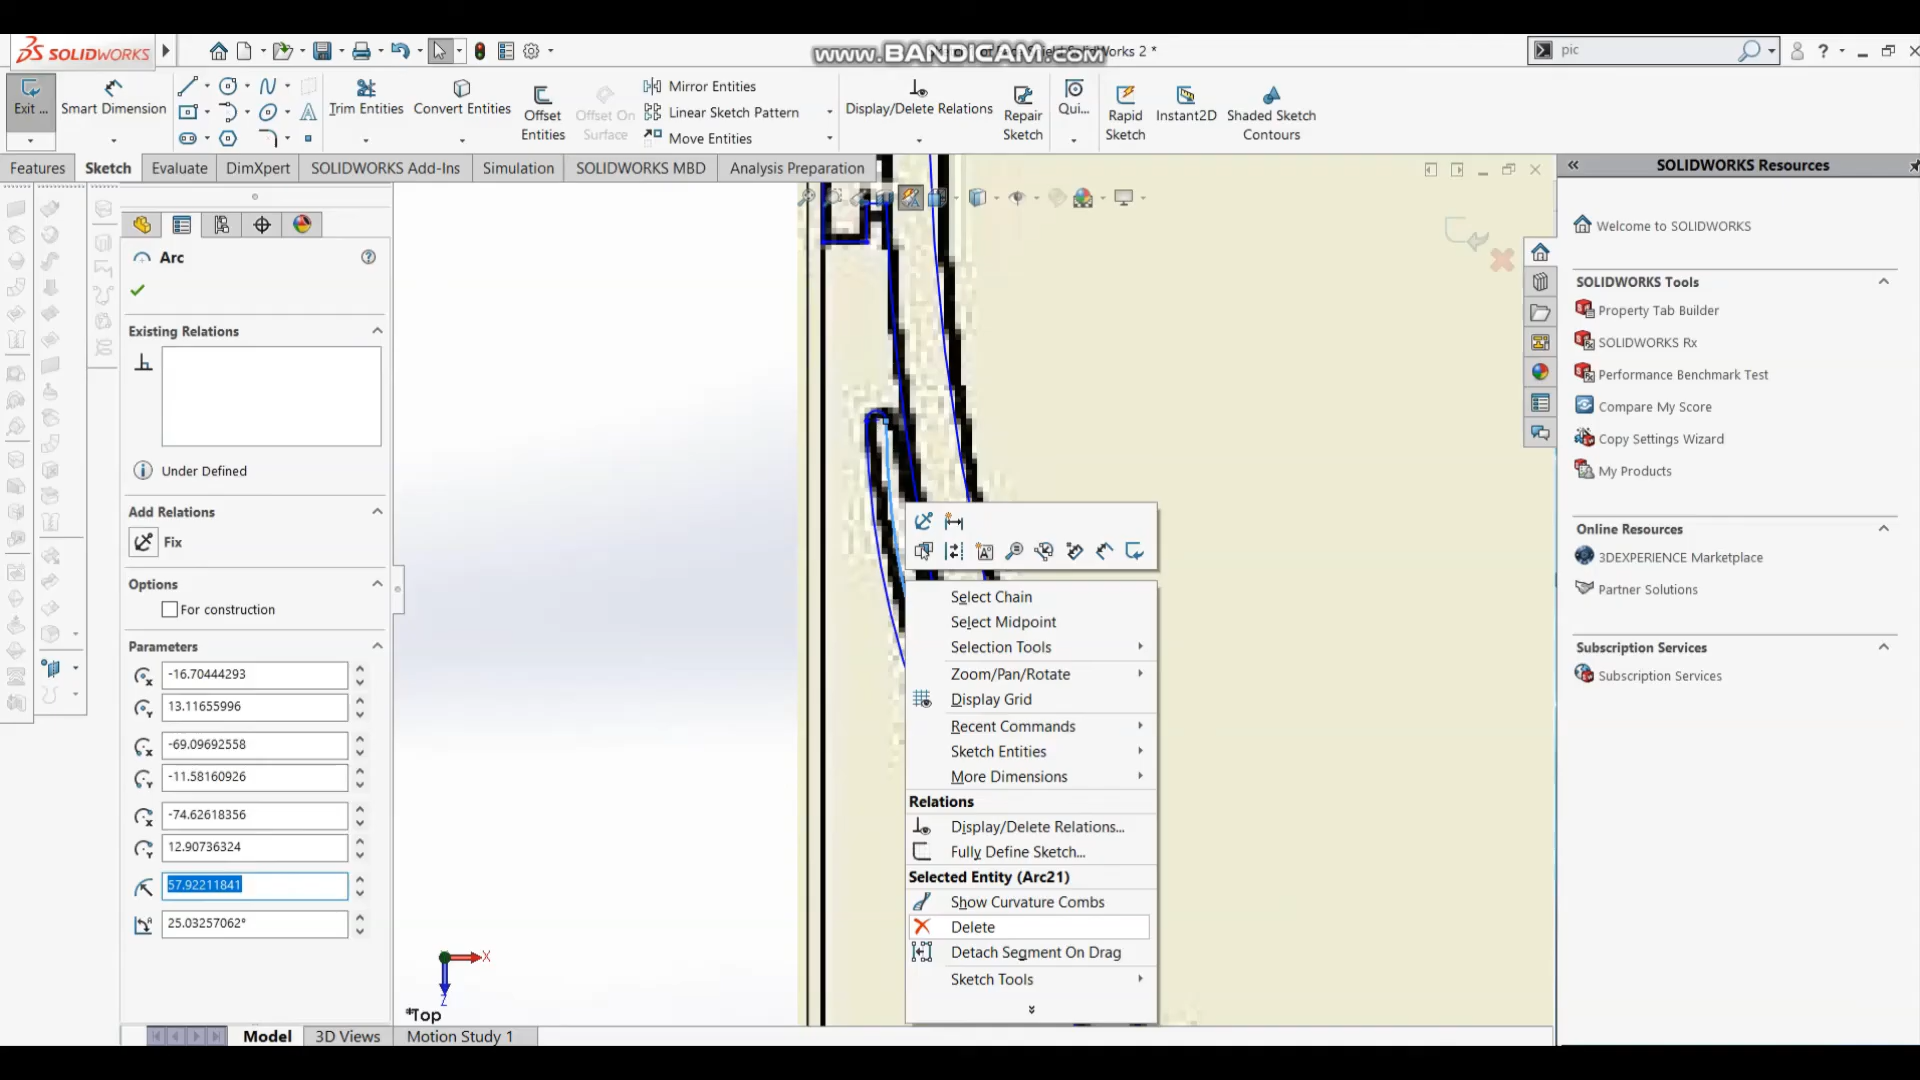 SOLIDWORKS
www.BANDICAM.com
SolidWorks 2 *
pic
Exit ...
Smart Dimension
Trim Entities
Convert Entities
Offset Entities
Offset On Surface
Mirror Entities
Linear Sketch Pattern
Move Entities
Display/Delete Relations
Repair Sketch
Qui...
Rapid Sketch
Instant2D
Shaded Sketch Contours
Features
Sketch
Evaluate
DimXpert
SOLIDWORKS Add-Ins
Simulation
SOLIDWORKS MBD
Analysis Preparation
Arc
Existing Relations
Under Defined
Add Relations
Fix
Options
For construction
Parameters
-16.70444293
13.11655996
-69.09692558
-11.58160926
-74.62618356
12.90736324
57.92211841
25.03257062°
X
Z
*Top
Select Chain
Select Midpoint
Selection Tools
Zoom/Pan/Rotate
Display Grid
Recent Commands
Sketch Entities
More Dimensions
Relations
Display/Delete Relations...
Fully Define Sketch...
Selected Entity (Arc21)
Show Curvature Combs
Delete
Detach Segment On Drag
Sketch Tools
SOLIDWORKS Resources
Welcome to SOLIDWORKS
SOLIDWORKS Tools
Property Tab Builder
SOLIDWORKS Rx
Performance Benchmark Test
Compare My Score
Copy Settings Wizard
My Products
Online Resources
3DEXPERIENCE Marketplace
Partner Solutions
Subscription Services
Subscription Services
Model
3D Views
Motion Study 1